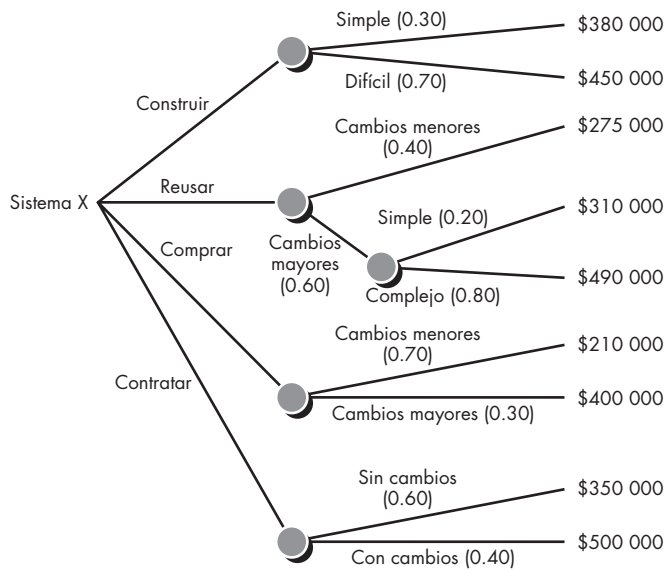 Simple (0.30)
$380 000
Difícil (0.70)
$450 000
Construir
Cambios menores
(0.40)
$275 000
Reusar
Sistema X
Simple (0.20)
$310 000
Cambios
mayores
(0.60)
Complejo (0.80)
$490 000
Comprar
Cambios menores
(0.70)
$210 000
Cambios mayores (0.30)
$400 000
Contratar
Sin cambios
(0.60)
$350 000
Con cambios (0.40)
$500 000